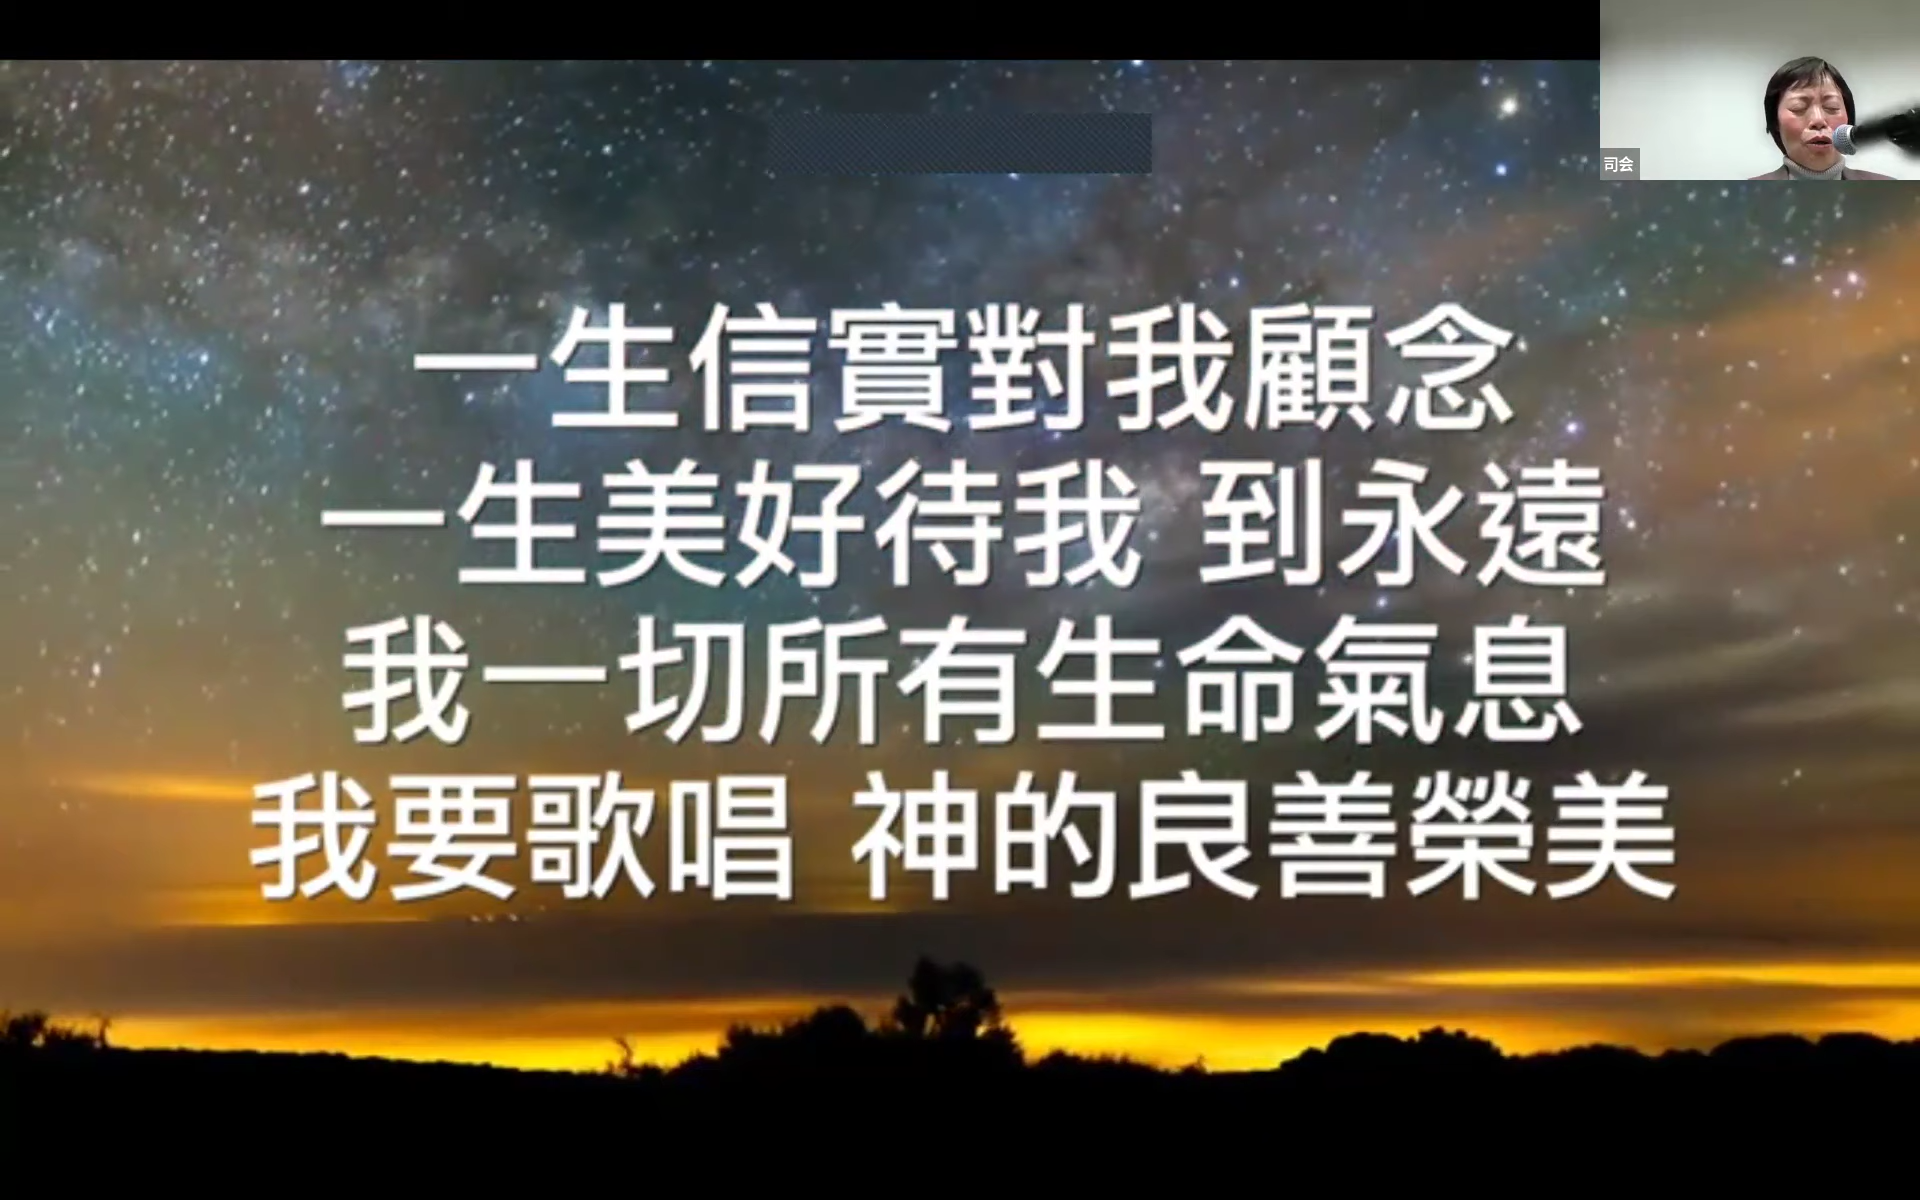 司会
一生信實對我顧念
一生美好待我 到永遠
我一切所有生命氣息
我要歌唱 神的良善榮美